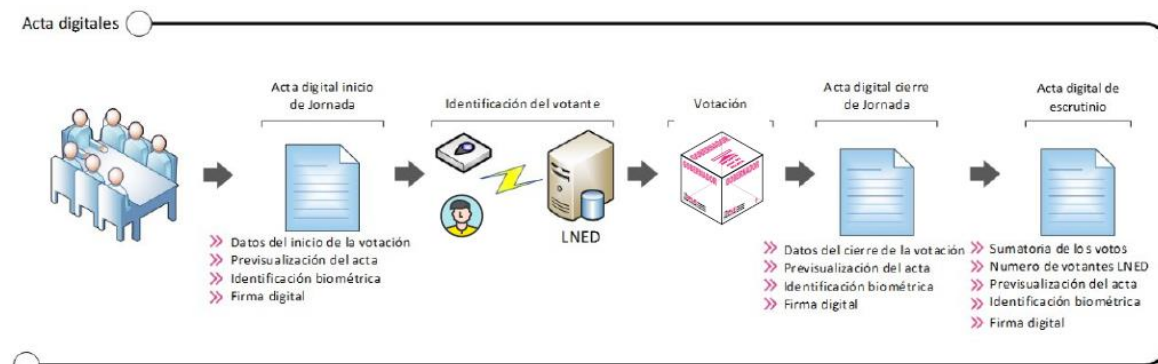 Acta digitales
Acta digital inicio
de Jornada
Identificación del votante
Votación
Acta digital cierre
de Jornada
Acta digital de
escrutinio
GOBERNADOR
GOBERNADOR
GOBERNADOR
LNED
Datos del inicio de la votación
Previsualización del acta
Identificación biométrica
Firma digital
Datos del cierre de la votación
Previsualización del acta
Identificación biométrica
Firma digital
Sumatoria de los votos
Numero de votantes LNED
Previsualización del acta
Identificación biométrica
Firma digital